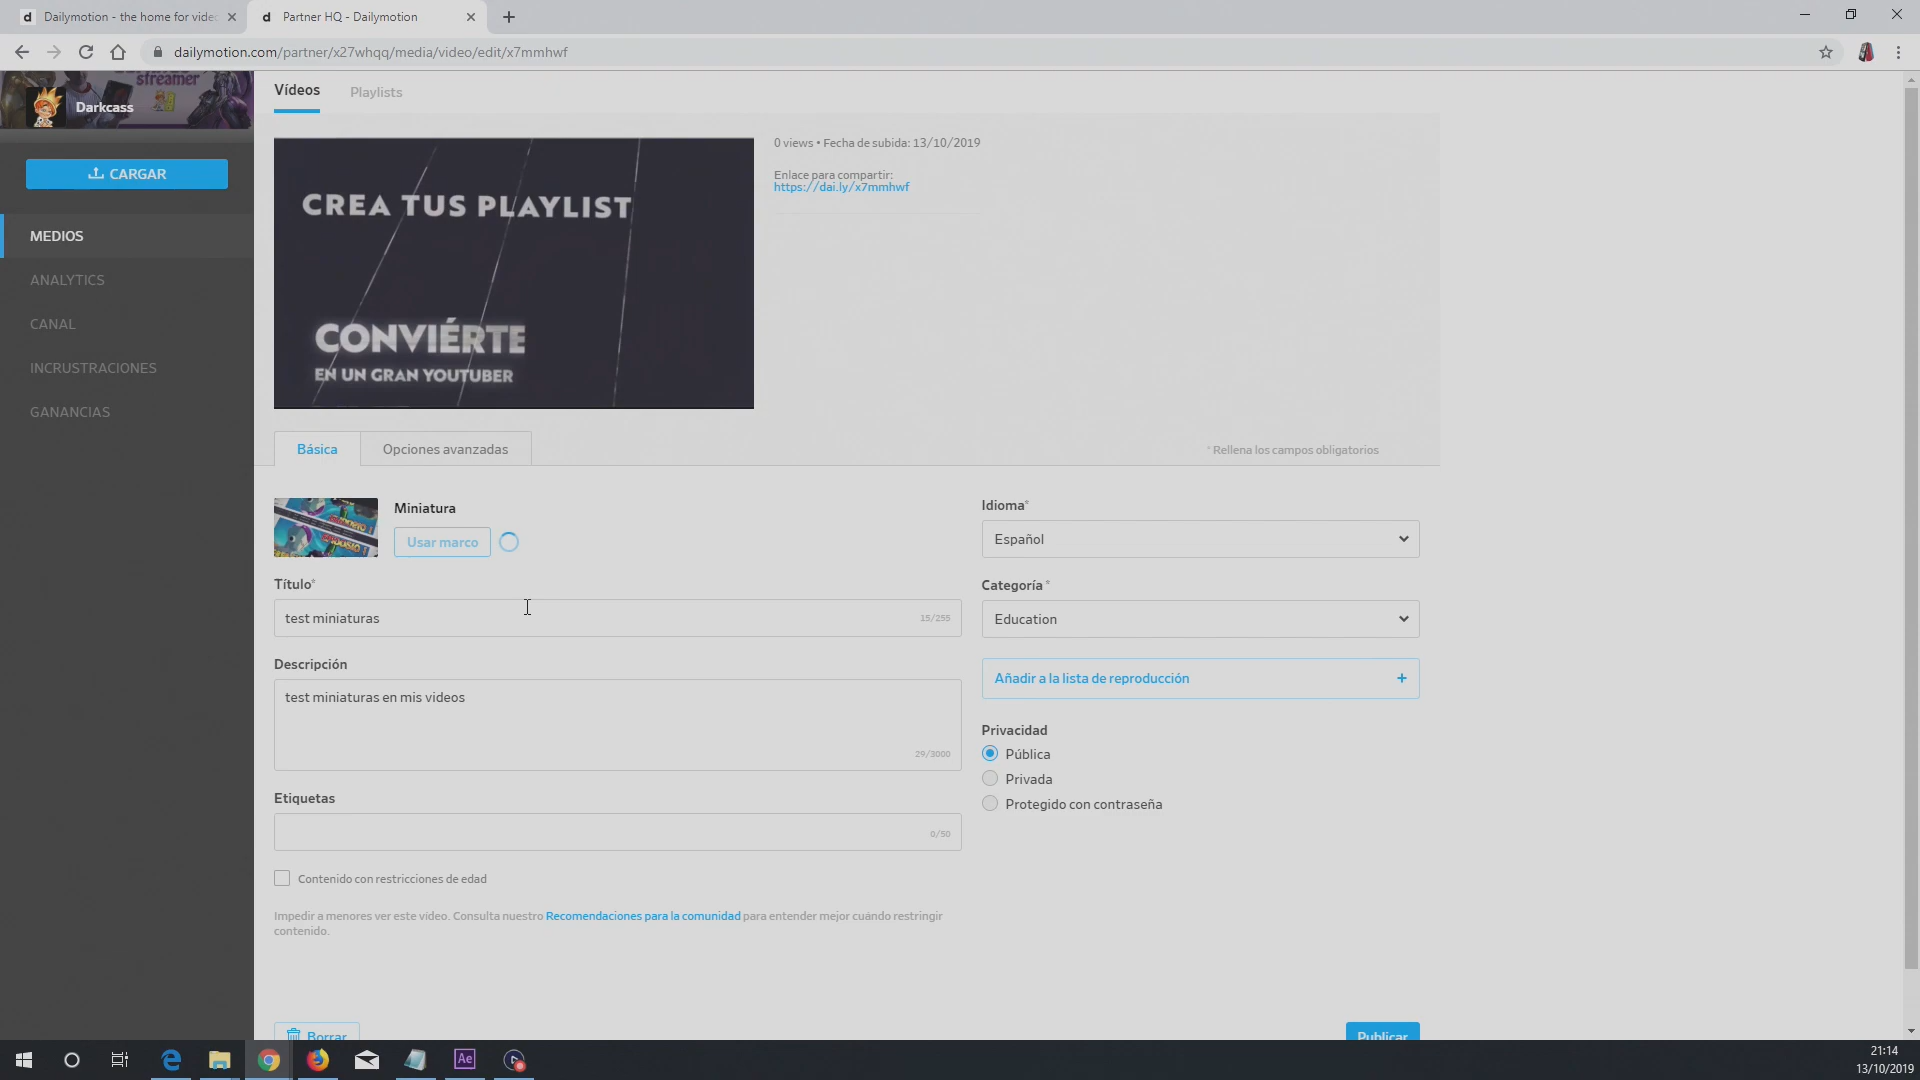 Dailymotion - the home for vide
Partner HQ - Dailymotion
dailymotion.com/partner/x27whqq/media/video/edit/x7mmhwf
streamer
Darkcass
CARGAR
MEDIOS
ANALYTICS
CANAL
INCRUSTRACIONES
GANANCIAS
Vídeos
Playlists
CREA TUS PLAYLIST
CONVIÉRTE
EN UN GRAN YOUTUBER
0 views • Fecha de subida: 13/10/2019
Enlace para compartir:
https://dai.ly/x7mmhwf
Básica
Opciones avanzadas
* Rellena los campos obligatorios
Miniatura
Usar marco
Título*
test miniaturas
15/255
Descripción
test miniaturas en mis videos
29/3000
Etiquetas
0/50
Contenido con restricciones de edad
Impedir a menores ver este vídeo. Consulta nuestro Recomendaciones para la comunidad para entender mejor cuándo restringir
contenido.
Idioma*
Español
Categoría *
Education
Añadir a la lista de reproducción +
Privacidad
Pública
Privada
Protegido con contraseña
Borrar
Publicar
Ae
21:14
13/10/2019